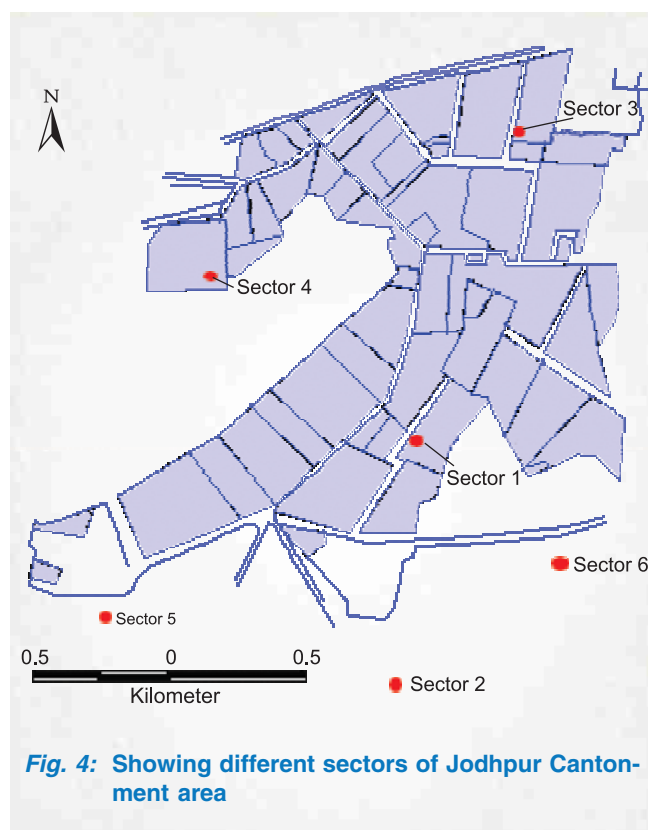 N
Sector 3
Sector 4
Sector 1
Sector 6
Sector 5
0.5 0 0.5
Kilometer
Sector 2
Fig. 4: Showing different sectors of Jodhpur Canton-
ment area